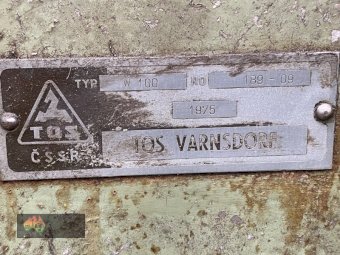 TYP W 100 NO 189-09
1975
TOS
ČSSR
TOS VARNSDORF